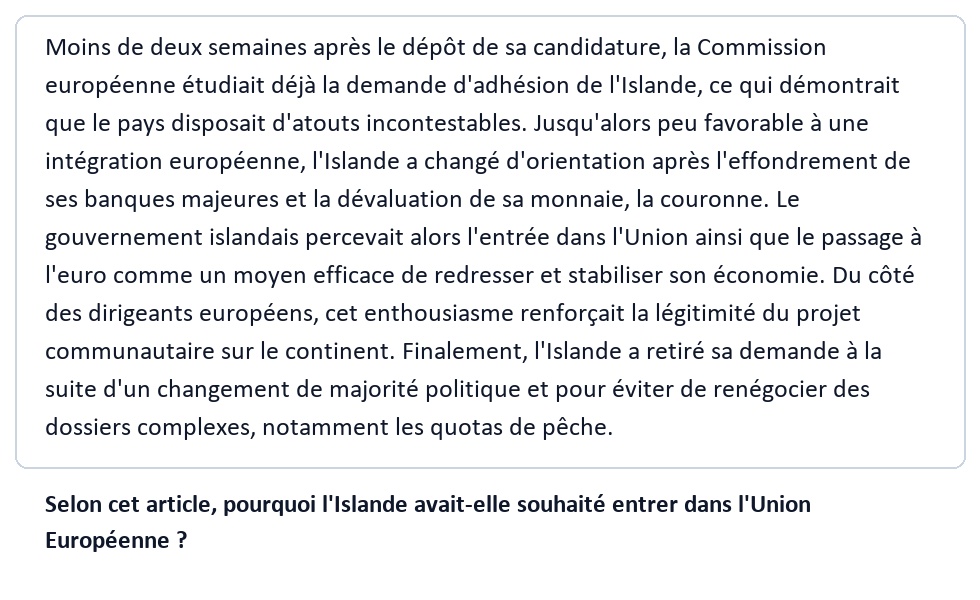 Moins de deux semaines après le dépôt de sa candidature, la Commission
européenne étudiait déjà la demande d'adhésion de l'Islande, ce qui démontrait
que le pays disposait d'atouts incontestables. Jusqu'alors peu favorable à une
intégration européenne, l'Islande a changé d'orientation après l'effondrement de
ses banques majeures et la dévaluation de sa monnaie, la couronne. Le
gouvernement islandais percevait alors l'entrée dans l'Union ainsi que le passage à
l'euro comme un moyen efficace de redresser et stabiliser son économie. Du côté
des dirigeants européens, cet enthousiasme renforçait la légitimité du projet
communautaire sur le continent. Finalement, l'Islande a retiré sa demande à la
suite d'un changement de majorité politique et pour éviter de renégocier des
dossiers complexes, notamment les quotas de pêche.
Selon cet article, pourquoi l'Islande avait-elle souhaité entrer dans l'Union
Européenne ?